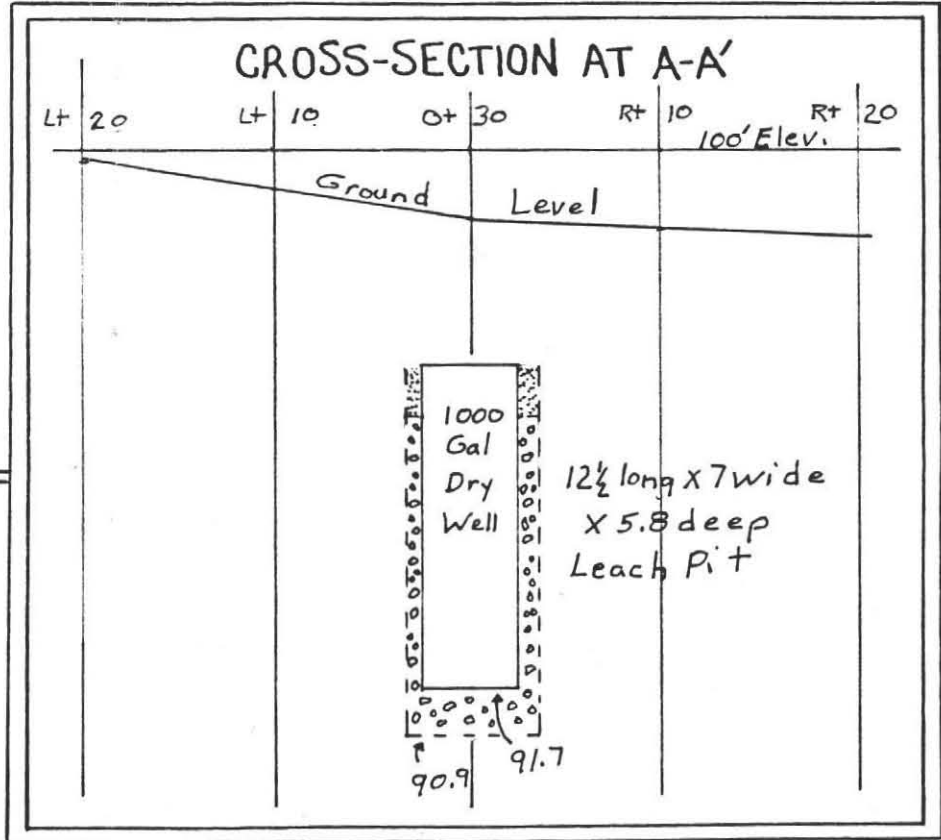 CROSS-SECTION AT A-A'
Lt 20 Lt 10 0+30 Rt 10 Rt 20
100' Elev.
Ground Level
1000
Gal
Dry
Well
12½ long X 7 wide
X 5.8 deep
Leach Pit
90.9 91.7